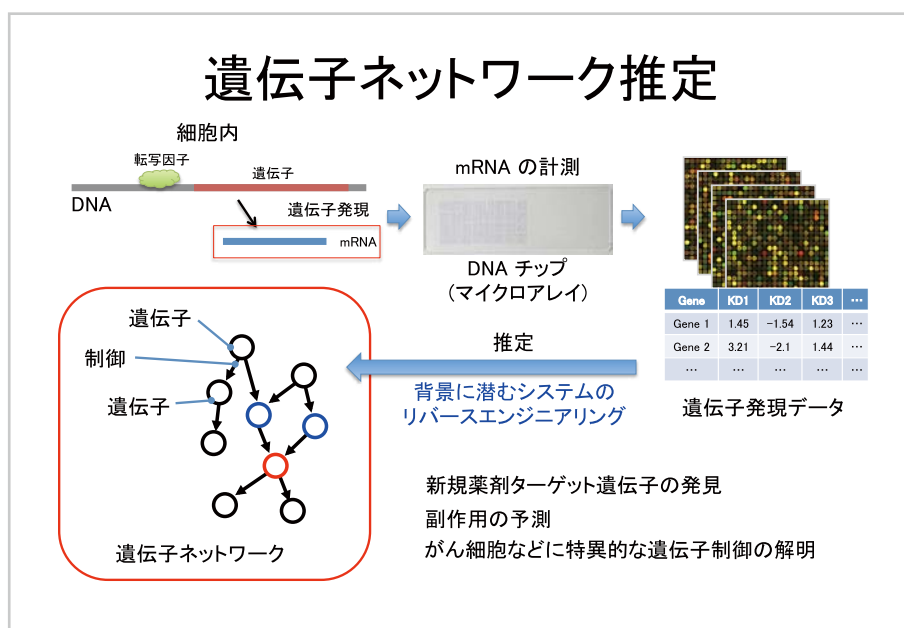 遺伝子ネットワーク推定
細胞内
転写因子
遺伝子
DNA
遺伝子発現
mRNA
mRNA の計測
DNA チップ
（マイクロアレイ）
Gene KD1 KD2 KD3 …
Gene 1 1.45 −1.54 1.23 …
Gene 2 3.21 −2.1 1.44 …
… … …
遺伝子発現データ
推定
背景に潜むシステムの
リバースエンジニアリング
遺伝子
制御
遺伝子
遺伝子ネットワーク
新規薬剤ターゲット遺伝子の発見
副作用の予測
がん細胞などに特異的な遺伝子制御の解明